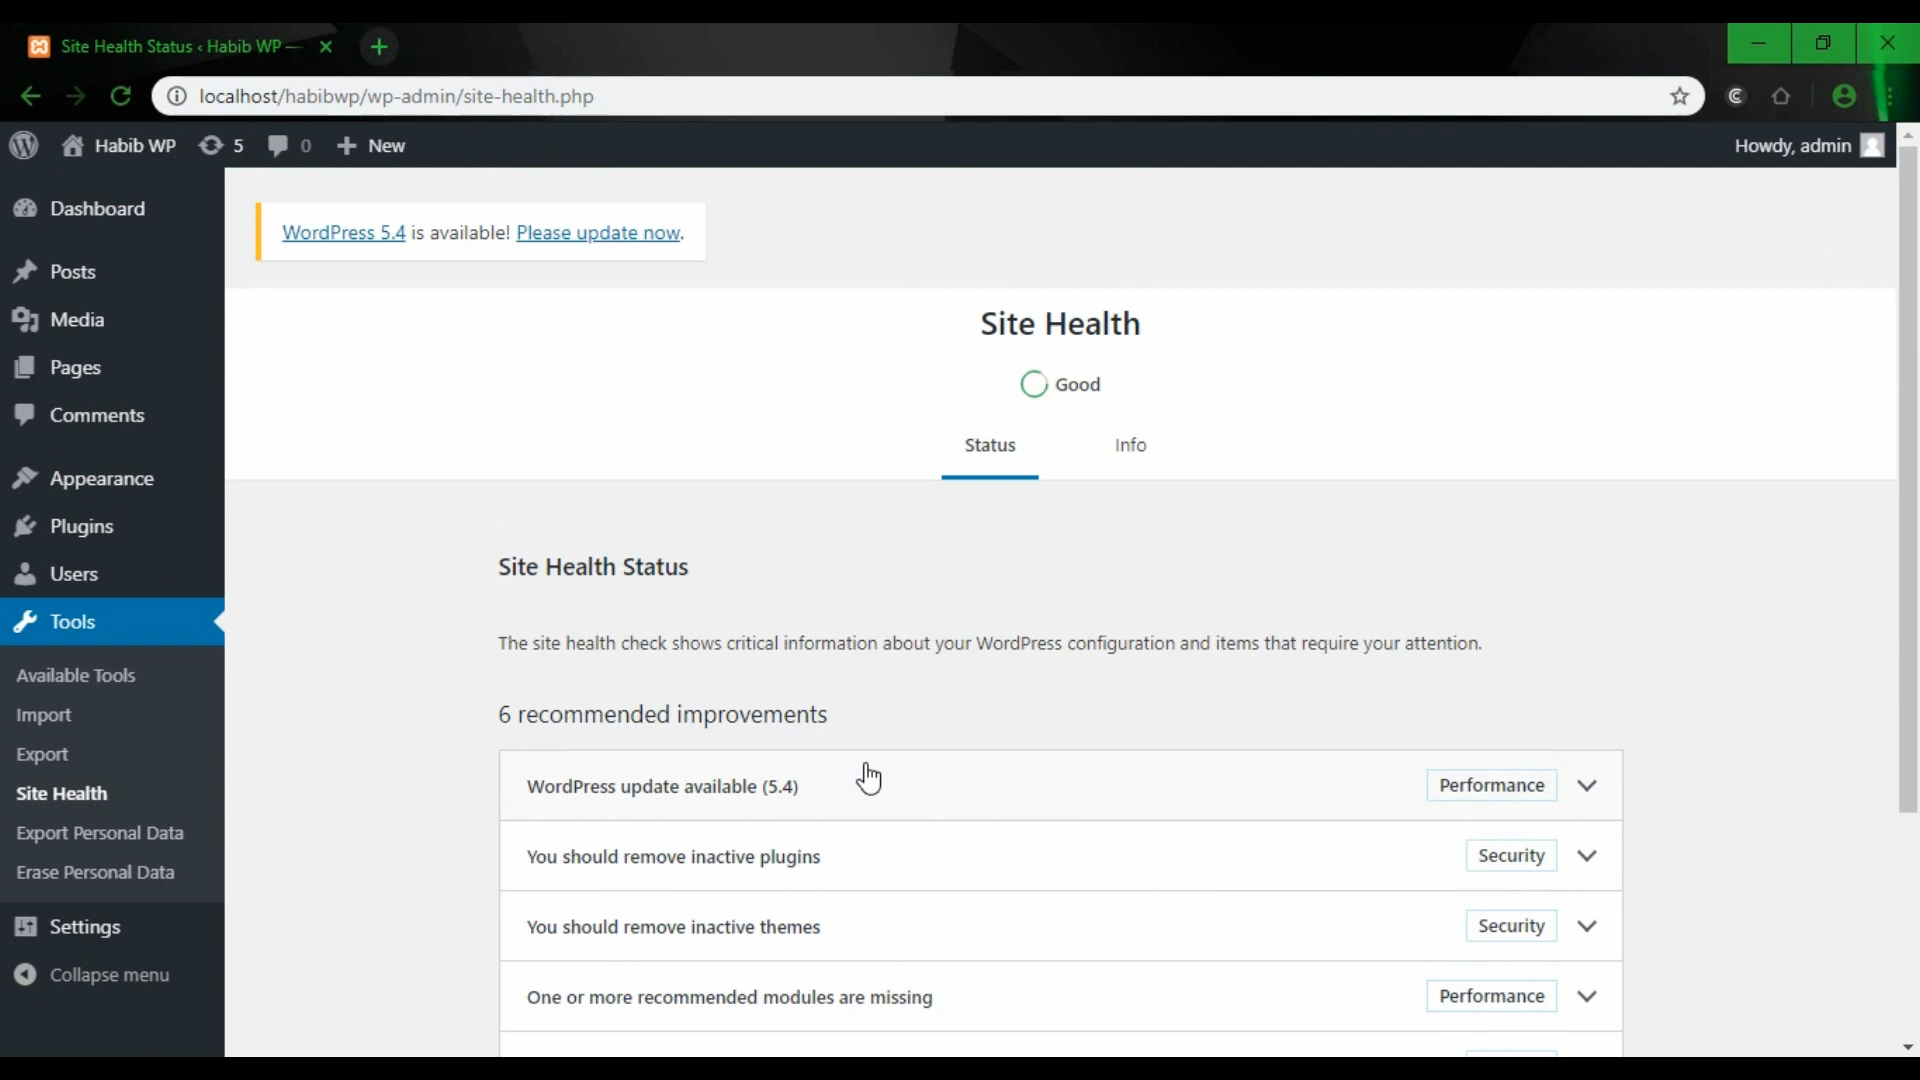 Site Health Status ‹ Habib WP —
localhost/habibwp/wp-admin/site-health.php
Habib WP 5 0 New
Howdy, admin
Dashboard
Posts
Media
Pages
Comments
Appearance
Plugins
Users
Tools
Available Tools
Import
Export
Site Health
Export Personal Data
Erase Personal Data
Settings
Collapse menu
WordPress 5.4 is available! Please update now.
Site Health
Good
Status Info
Site Health Status
The site health check shows critical information about your WordPress configuration and items that require your attention.
6 recommended improvements
WordPress update available (5.4) Performance
You should remove inactive plugins Security
You should remove inactive themes Security
One or more recommended modules are missing Performance